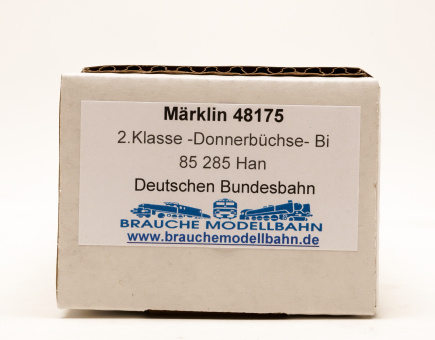 Märklin 48175
2.Klasse -Donnerbüchse- Bi
85 285 Han
Deutschen Bundesbahn
BRAUCHE MODELLBAHN
www.brauchemodellbahn.de